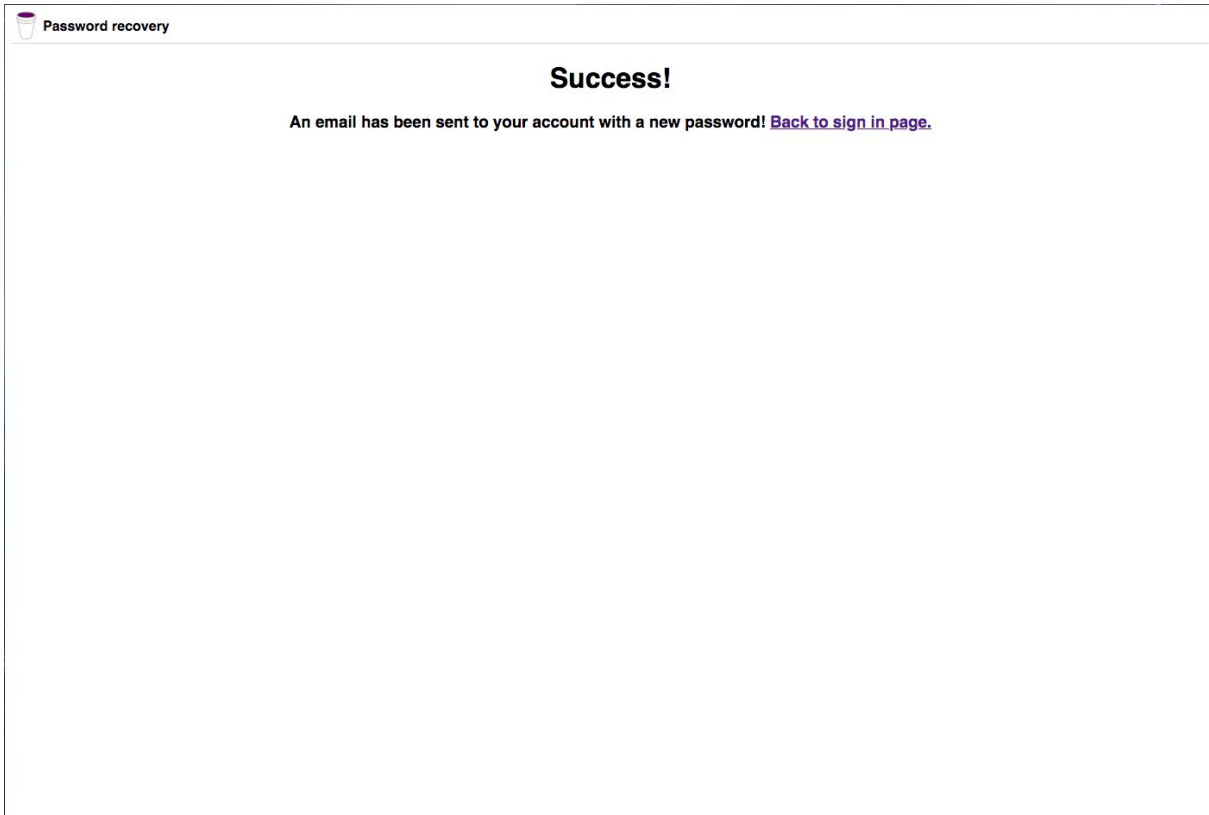 Password recovery
Success!
An email has been sent to your account with a new password! Back to sign in page.